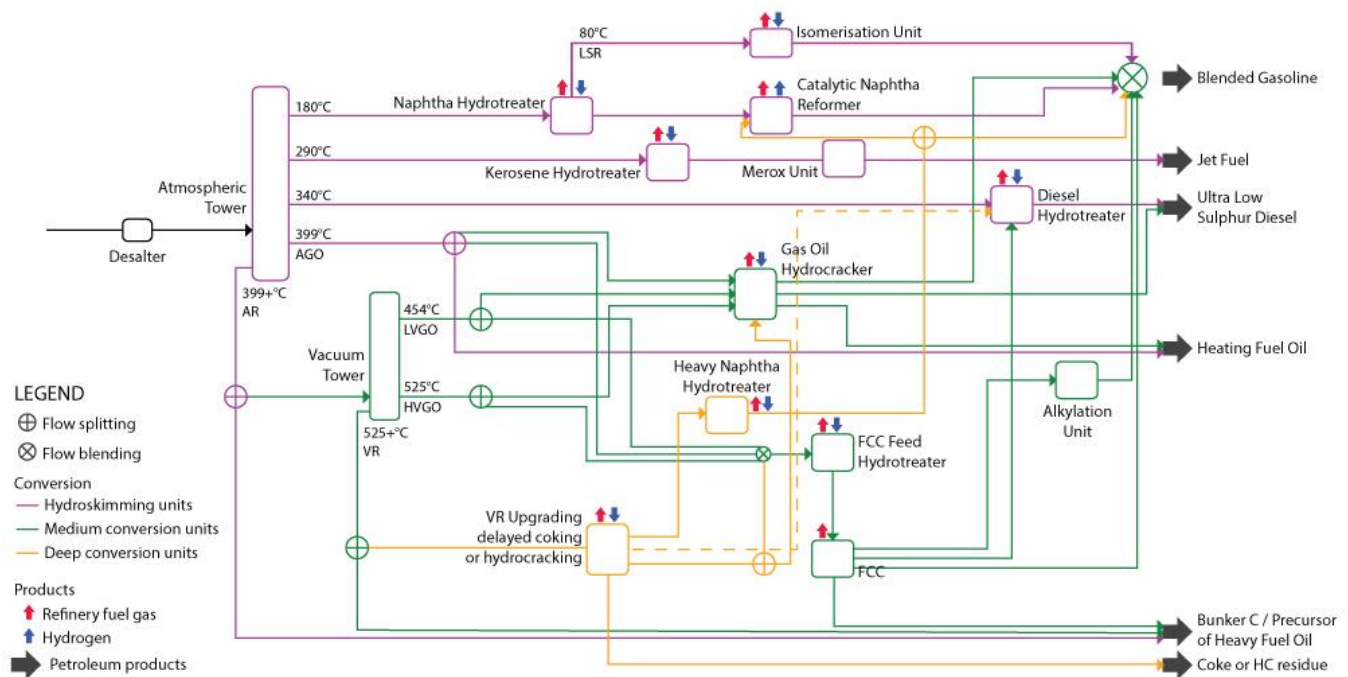 80°C
LSR
Isomerisation Unit
Blended Gasoline
180°C
Naphtha Hydrotreater
Catalytic Naphtha
Reformer
290°C
Kerosene Hydrotreater
Merox Unit
Jet Fuel
Atmospheric
Tower
340°C
Diesel
Hydrotreater
Ultra Low
Sulphur Diesel
Desalter
399°C
AGO
Gas Oil
Hydrocracker
399+°C
AR
454°C
LVGO
Vacuum
Tower
Heating Fuel Oil
Heavy Naphtha
Hydrotreater
525°C
HVGO
Alkylation
Unit
525+°C
VR
FCC Feed
Hydrotreater
VR Upgrading
delayed coking
or hydrocracking
FCC
Bunker C / Precursor
of Heavy Fuel Oil
Coke or HC residue
LEGEND
Flow splitting
Flow blending
Conversion
Hydroskimming units
Medium conversion units
Deep conversion units
Products
Refinery fuel gas
Hydrogen
Petroleum products